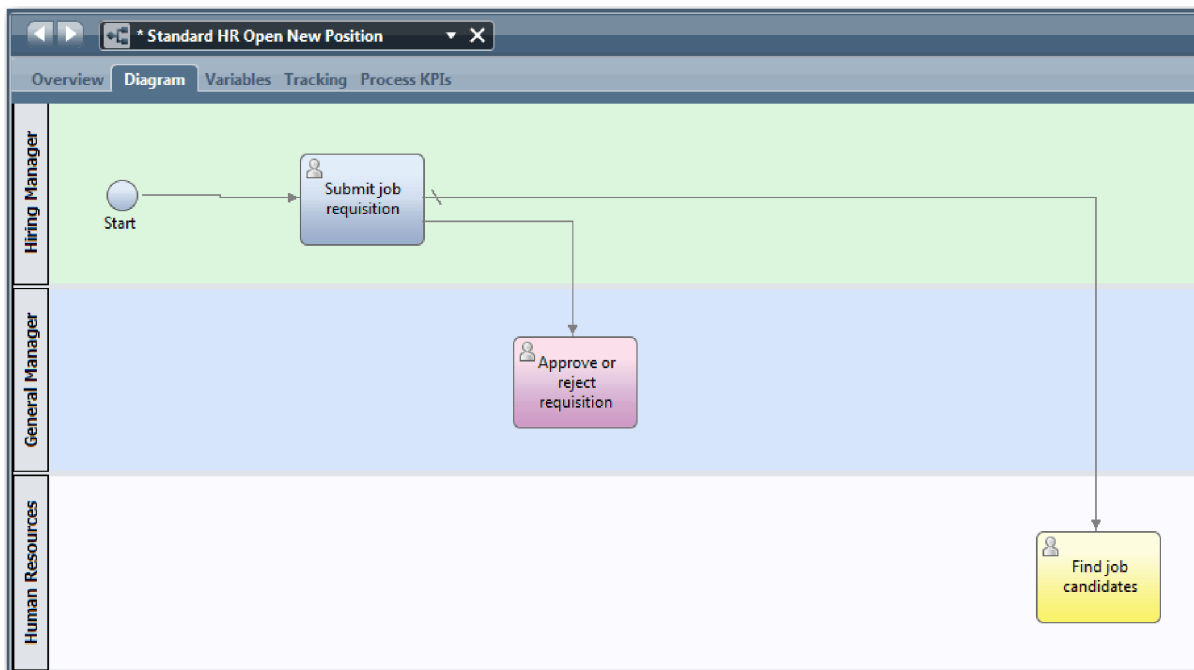 * Standard HR Open New Position
Overview Diagram Variables Tracking Process KPIs
Hiring Manager
Start
Submit job
requisition
General Manager
Approve or
reject
requisition
Human Resources
Find job
candidates